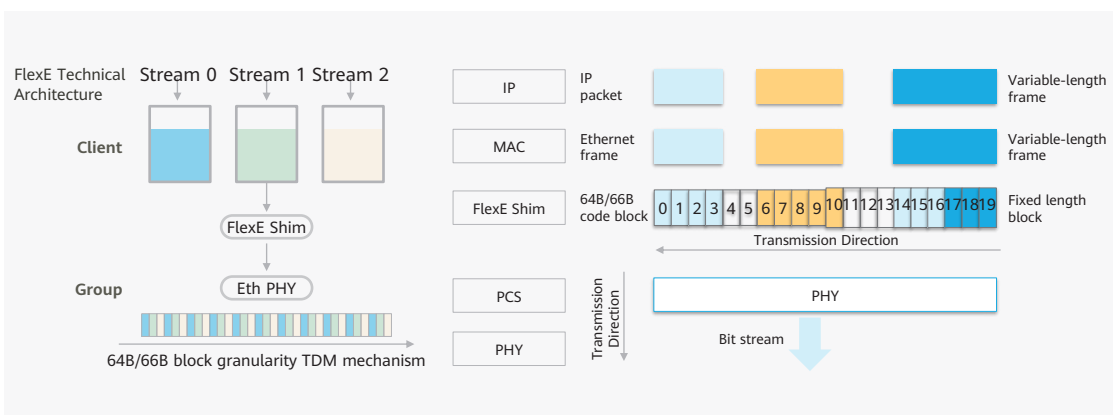 FlexE Technical
Architecture
Stream 0
Stream 1
Stream 2
Client
FlexE Shim
Group
Eth PHY
64B/66B block granularity TDM mechanism
IP
IP
packet
Variable-length
frame
MAC
Ethernet
frame
Variable-length
frame
FlexE Shim
64B/66B
code block
0 1 2 3 4 5 6 7 8 9 10 11 12 13 14 15 16 17 18 19
Fixed length
block
Transmission Direction
PCS
Transmission
Direction
PHY
PHY
Bit stream